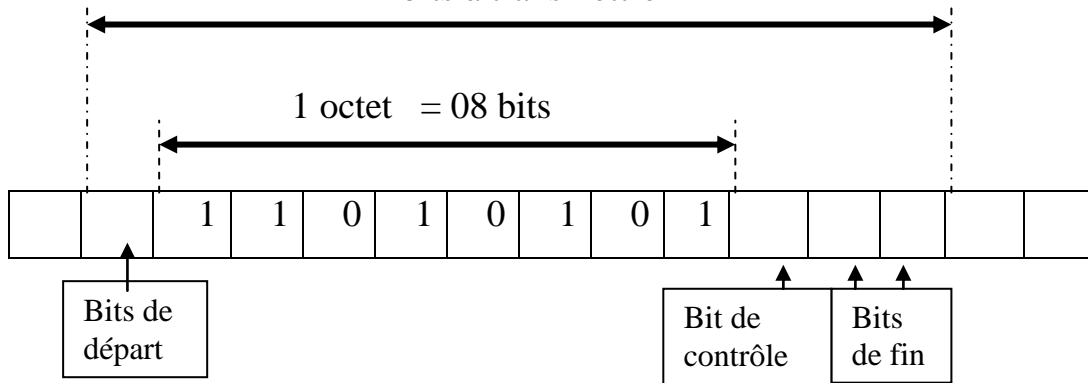 1 octet = 08 bits
1 1 0 1 0 1 0 1
Bits de
départ
Bit de
contrôle
Bits
de fin